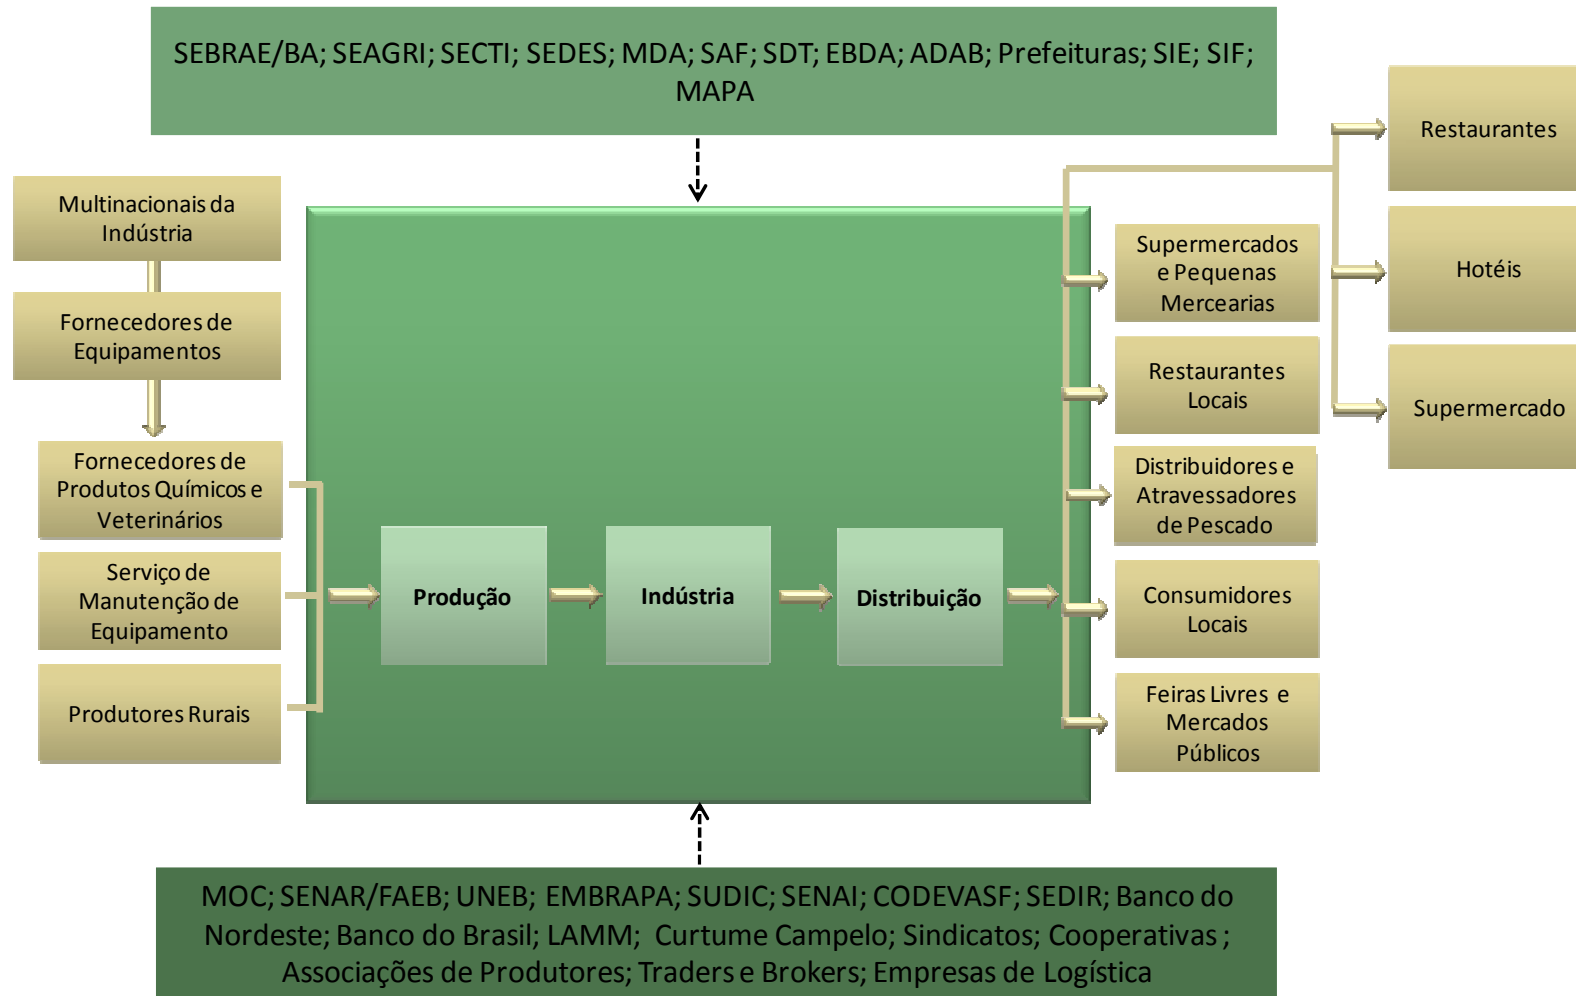 SEBRAE/BA; SEAGRI; SECTI; SEDES; MDA; SAF; SDT; EBDA; ADAB; Prefeituras; SIE; SIF;
MAPA
Multinacionais da
Indústria
Fornecedores de
Equipamentos
Fornecedores de
Produtos Químicos e
Veterinários
Serviço de
Manutenção de
Equipamento
Produtores Rurais
Produção
Indústria
Distribuição
Supermercados
e Pequenas
Mercearias
Restaurantes
Locais
Distribuidores e
Atravessadores
de Pescado
Consumidores
Locais
Feiras Livres e
Mercados
Públicos
Restaurantes
Hotéis
Supermercado
MOC; SENAR/FAEB; UNEB; EMBRAPA; SUDIC; SENAI; CODEVASF; SEDIR; Banco do
Nordeste; Banco do Brasil; LAMM; Curtume Campelo; Sindicatos; Cooperativas ;
Associações de Produtores; Traders e Brokers; Empresas de Logística